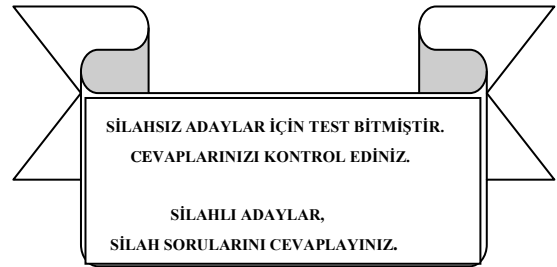 SİLAHSIZ ADAYLAR İÇİN TEST BİTMİŞTİR.
CEVAPLARINIZI KONTROL EDİNİZ.
SİLAHLI ADAYLAR,
SİLAH SORULARINI CEVAPLAYINIZ.